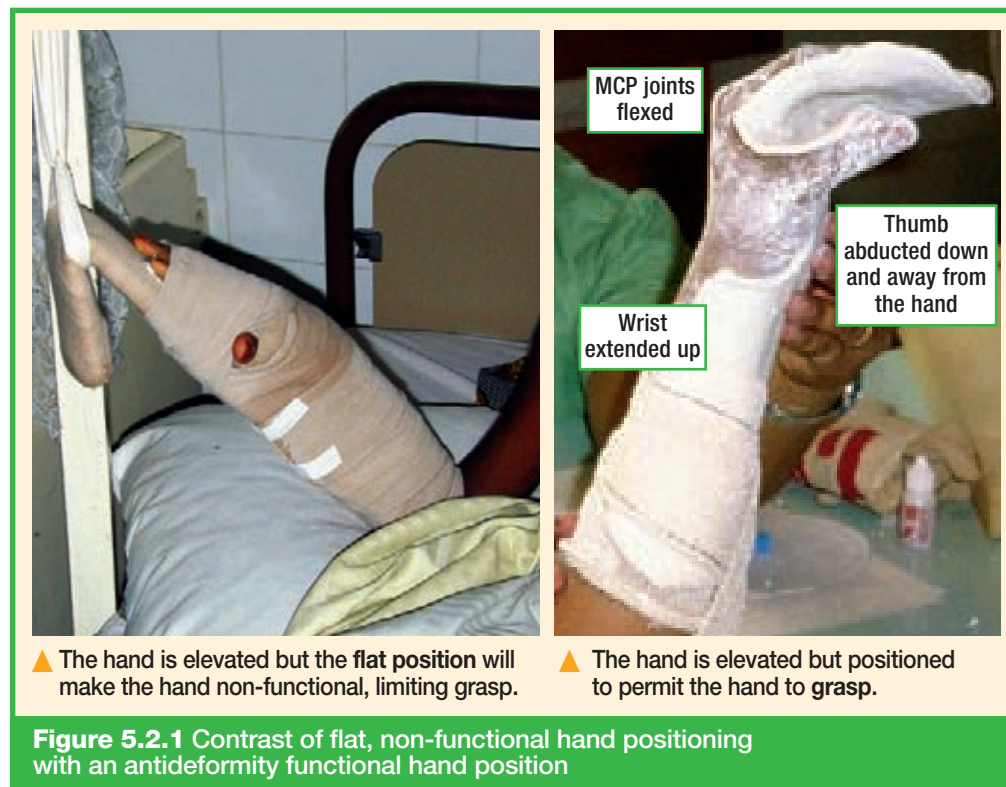 MCP joints
flexed
Thumb
abducted down
and away from
the hand
Wrist
extended up
▲ The hand is elevated but the flat position will
make the hand non-functional, limiting grasp.
▲ The hand is elevated but positioned
to permit the hand to grasp.
Figure 5.2.1 Contrast of flat, non-functional hand positioning
with an antideformity functional hand position